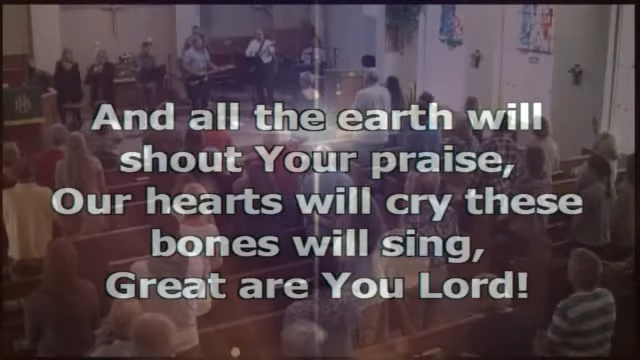 And all the earth will
shout Your praise,
Our hearts will cry these
bones will sing,
Great are You Lord!